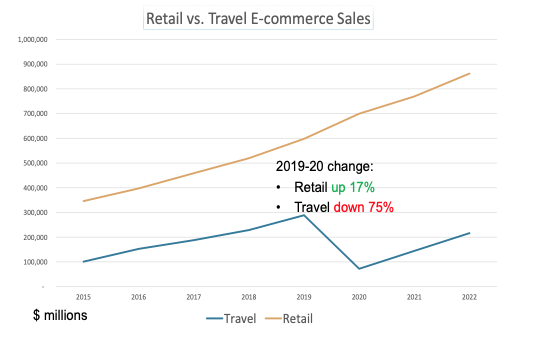 Retail vs. Travel E-commerce Sales
1,000,000
900,000
800,000
700,000
600,000
500,000
400,000
300,000
200,000
100,000
-
2019-20 change:
• Retail up 17%
• Travel down 75%
2015 2016 2017 2018 2019 2020 2021 2022
$ millions
Travel Retail